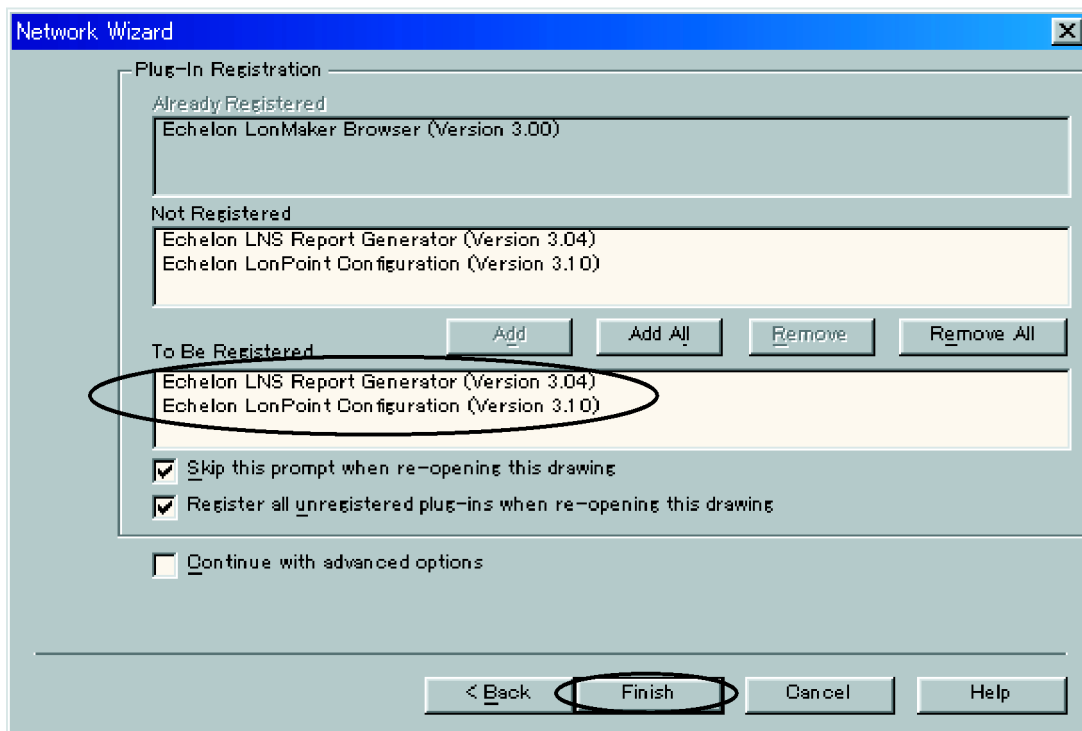 Network Wizard
Plug-In Registration
Already Registered
Echelon LonMaker Browser (Version 3.00)
Not Registered
Echelon LNS Report Generator (Version 3.04)
Echelon LonPoint Configuration (Version 3.10)
Add Add All Remove Remove All
To Be Registered
Echelon LNS Report Generator (Version 3.04)
Echelon LonPoint Configuration (Version 3.10)
Skip this prompt when re-opening this drawing
Register all unregistered plug-ins when re-opening this drawing
Continue with advanced options
< Back Finish Cancel Help